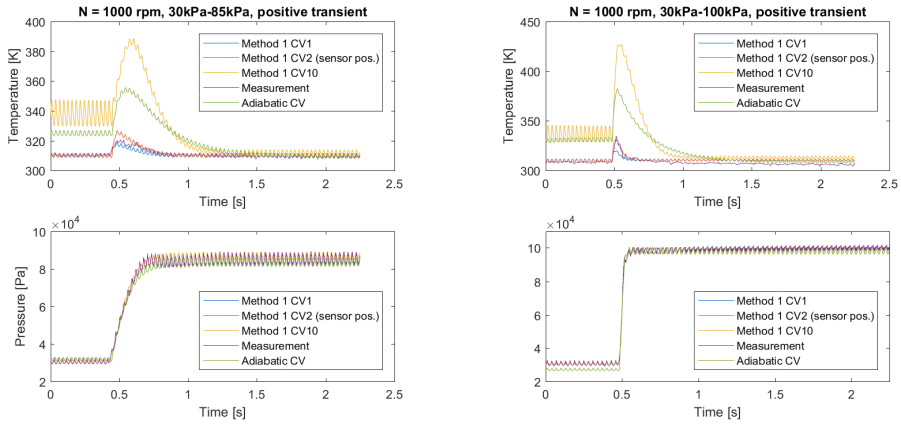 N = 1000 rpm, 30kPa-85kPa, positive transient
400
380
360
340
320
300
Temperature [K]
0
0.5
1
1.5
2
2.5
Time [s]
Method 1 CV1
Method 1 CV2 (sensor pos.)
Method 1 CV10
Measurement
Adiabatic CV
N = 1000 rpm, 30kPa-100kPa, positive transient
450
400
350
300
Temperature [K]
0
0.5
1
1.5
2
2.5
Time [s]
Method 1 CV1
Method 1 CV2 (sensor pos.)
Method 1 CV10
Measurement
Adiabatic CV
×10⁴
10
8
6
4
2
Pressure [Pa]
0
0.5
1
1.5
2
2.5
Time [s]
Method 1 CV1
Method 1 CV2 (sensor pos.)
Method 1 CV10
Measurement
Adiabatic CV
×10⁴
10
8
6
4
2
0
0.5
1
1.5
2
Time [s]
Method 1 CV1
Method 1 CV2 (sensor pos.)
Method 1 CV10
Measurement
Adiabatic CV